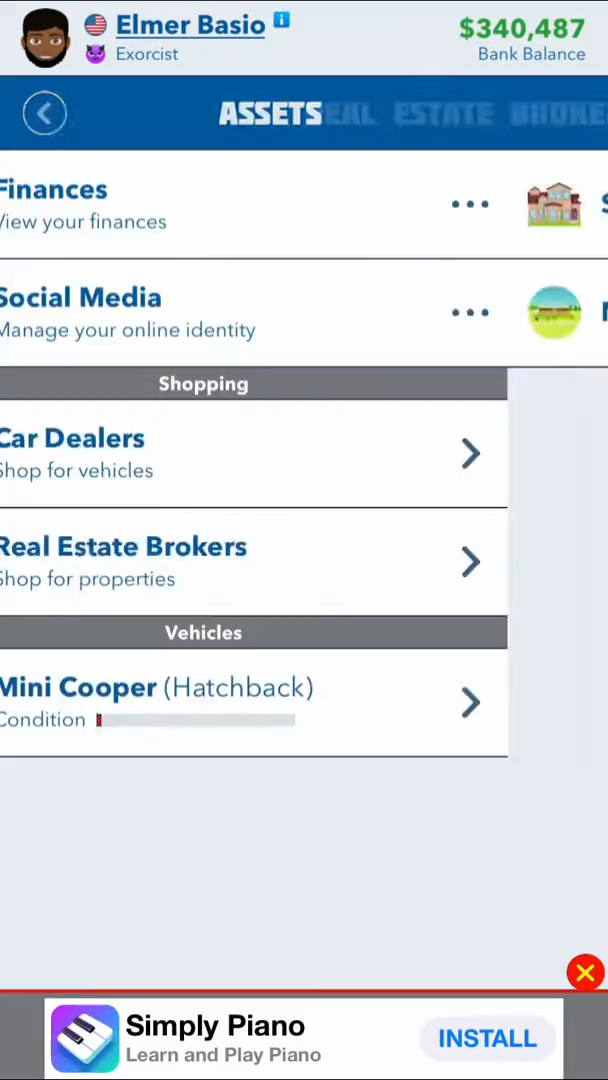 Elmer Basio
$340,487
Exorcist
Bank Balance
ASSETS
ESTATE
Finances
View your finances
Social Media
Manage your online identity
Shopping
Car Dealers
Shop for vehicles
Real Estate Brokers
Shop for properties
Vehicles
Mini Cooper (Hatchback)
Condition
Simply Piano
Learn and Play Piano
INSTALL